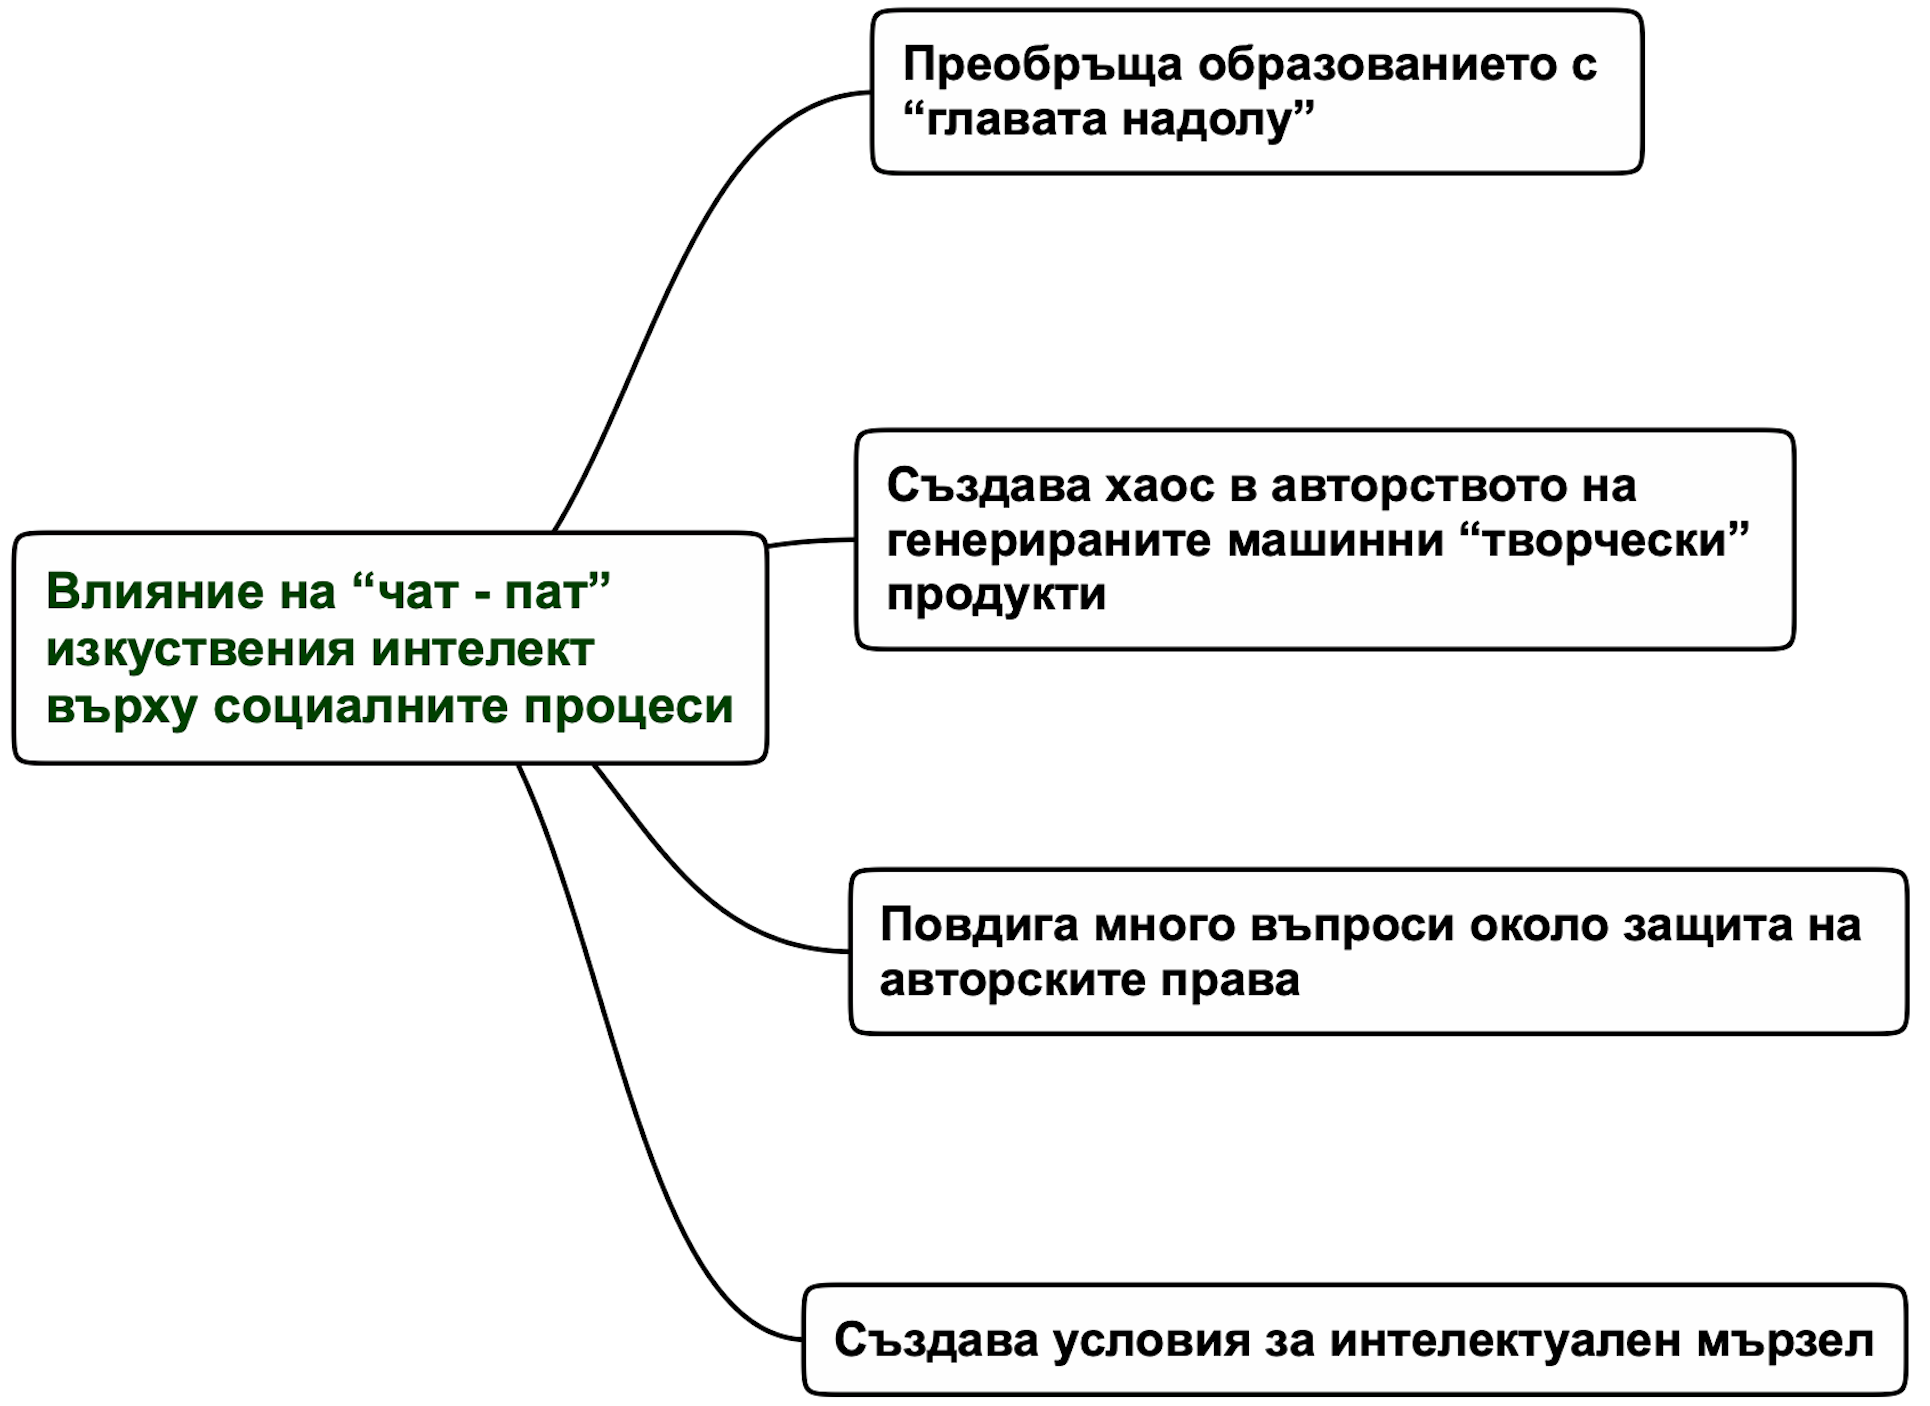 Преобръща образованието с
“главата надолу”
Създава хаос в авторството на
генерираните машинни “творчески”
продукти
Влияние на “чат - пат”
изкуствения интелект
върху социалните процеси
Повдига много въпроси около защита на
авторските права
Създава условия за интелектуален мързел